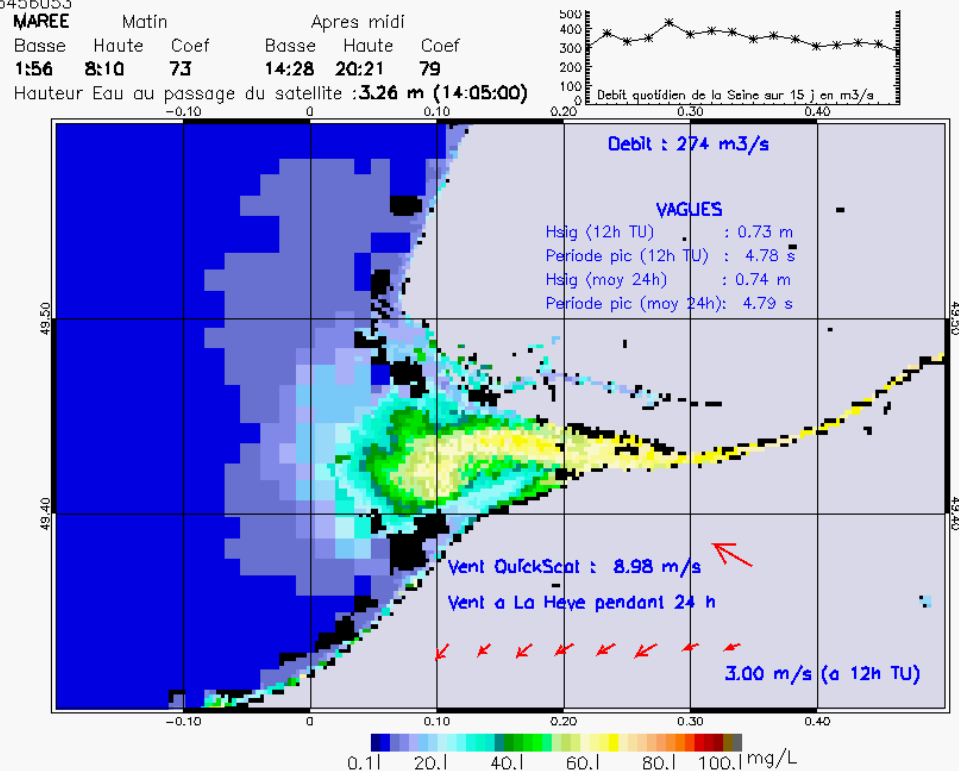 MAREE Matin Apres midi
Basse Haute Coef Basse Haute Coef
1:56 8:10 73 14:28 20:21 79
Hauteur Eau au passage du satellite :3.26 m (14:05:00)
500
400
300
200
100
0
Debit quotidien de la Seine sur 15 j en m3/s
-0.10 0 0.10 0.20 0.30 0.40
Debit : 274 m3/s
VAGUES
Hsig (12h TU) : 0.73 m
Periode pic (12h TU) : 4.78 s
Hsig (moy 24h) : 0.74 m
Periode pic (moy 24h): 4.79 s
49.50 49.50
49.40 49.40
Vent QuickScat : 8.98 m/s
Vent a La Heve pendant 24 h
3.00 m/s (a 12h TU)
-0.10 0 0.10 0.20 0.30 0.40
0.1 20. 40. 60. 80. 100. mg/L